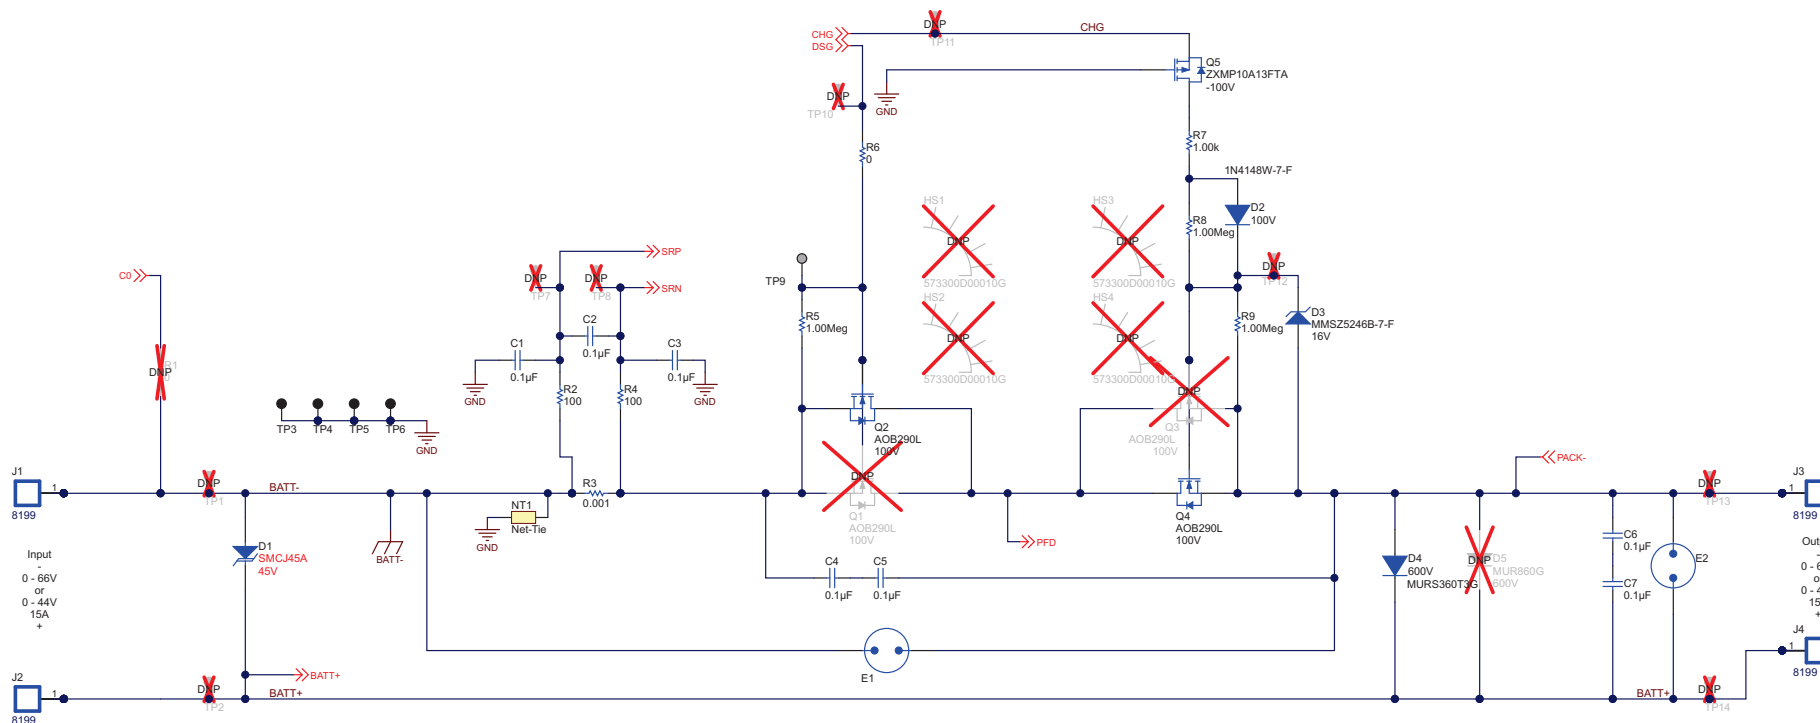 CHG
DSG
DNP
TP11
CHG
Q5
ZXMP10A13FTA
-100V
DNP
TP10
GND
R6
0
R7
1.00k
1N4148W-7-F
D2
100V
R8
1.00Meg
HS1
DNP
573300D00010G
HS3
DNP
573300D00010G
HS2
DNP
573300D00010G
HS4
DNP
573300D00010G
C0
SRP
SRN
DNP
TP7
DNP
TP8
TP9
DNP
TP12
R5
1.00Meg
R9
1.00Meg
D3
MMSZ5246B-7-F
16V
C1
0.1µF
C2
0.1µF
C3
0.1µF
GND
R2
100
R4
100
GND
DNP
TP3
TP4
TP5
TP6
GND
Q2
AOB290L
100V
DNP
Q3
AOB290L
100V
PACK-
J1
1
8199
DNP
TP1
BATT-
R3
0.001
NT1
Net-Tie
GND
BATT-
DNP
Q1
AOB290L
100V
PFD
Q4
AOB290L
100V
DNP
TP13
J3
1
8199
D1
SMCJ45A
45V
Input
-
0 - 66V
or
0 - 44V
15A
+
C4
0.1µF
C5
0.1µF
D4
600V
MURS360T3G
DNP
D5
MUR860G
600V
C6
0.1µF
C7
0.1µF
E2
E1
J2
1
8199
DNP
TP2
BATT+
BATT+
BATT+
DNP
TP14
J4
1
8199